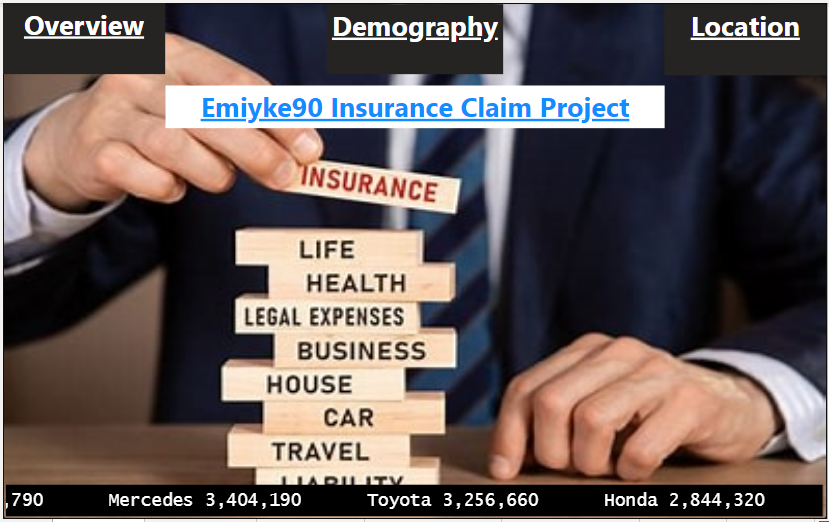 Overview Demography Location
Emiyke90 Insurance Claim Project
INSURANCE
LIFE
HEALTH
LEGAL EXPENSES
BUSINESS
HOUSE
CAR
TRAVEL
LIABILITY
,790 Mercedes 3,404,190 Toyota 3,256,660 Honda 2,844,320